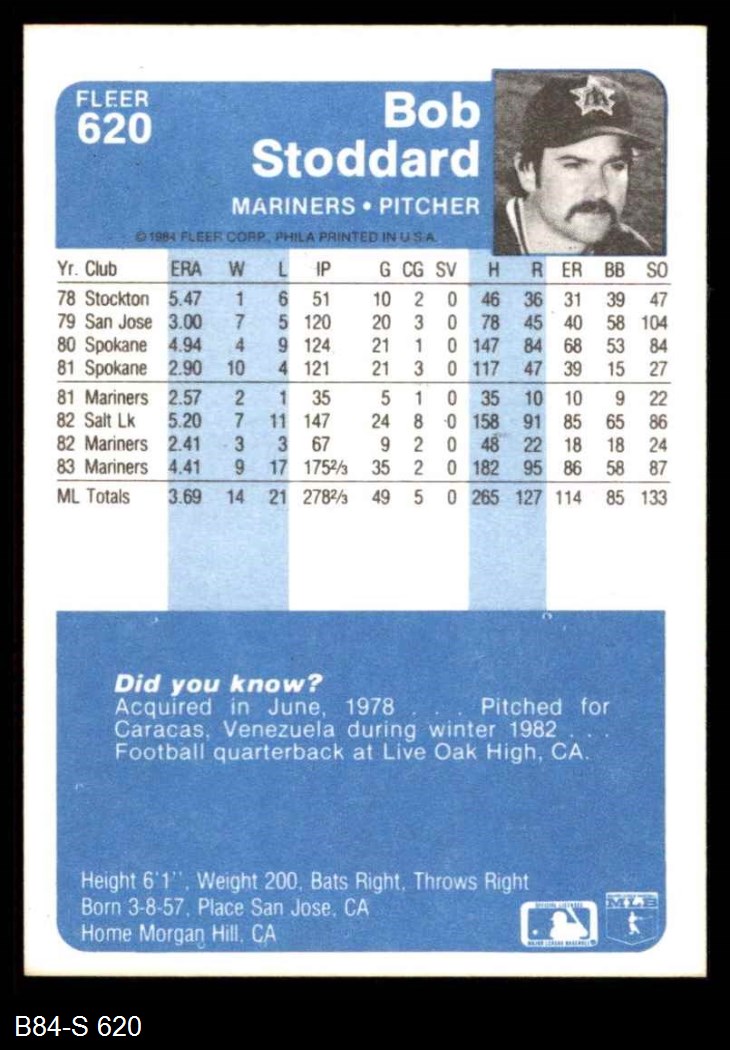 FLEER
620
Bob
Stoddard
MARINERS • PITCHER
© 1984 FLEER CORP., PHILA PRINTED IN U.S.A.
Yr. Club ERA W L IP G CG SV H R ER BB SO
78 Stockton 5.47 1 6 51 10 2 0 46 36 31 39 47
79 San Jose 3.00 7 5 120 20 3 0 78 45 40 58 104
80 Spokane 4.94 4 9 124 21 1 0 147 84 68 53 84
81 Spokane 2.90 10 4 121 21 3 0 117 47 39 15 27
81 Mariners 2.57 2 1 35 5 1 0 35 10 10 9 22
82 Salt Lk 5.20 7 11 147 24 8 0 158 91 85 65 86
82 Mariners 2.41 3 3 67 9 2 0 48 22 18 18 24
83 Mariners 4.41 9 17 175⅔ 35 2 0 182 95 86 58 87
ML Totals 3.69 14 21 278⅔ 49 5 0 265 127 114 85 133
Did you know?
Acquired in June, 1978 . . . Pitched for
Caracas, Venezuela during winter 1982 . . .
Football quarterback at Live Oak High, CA.
Height 6'1'', Weight 200, Bats Right, Throws Right
Born 3-8-57, Place San Jose, CA
Home Morgan Hill, CA
MLB
B84-S 620